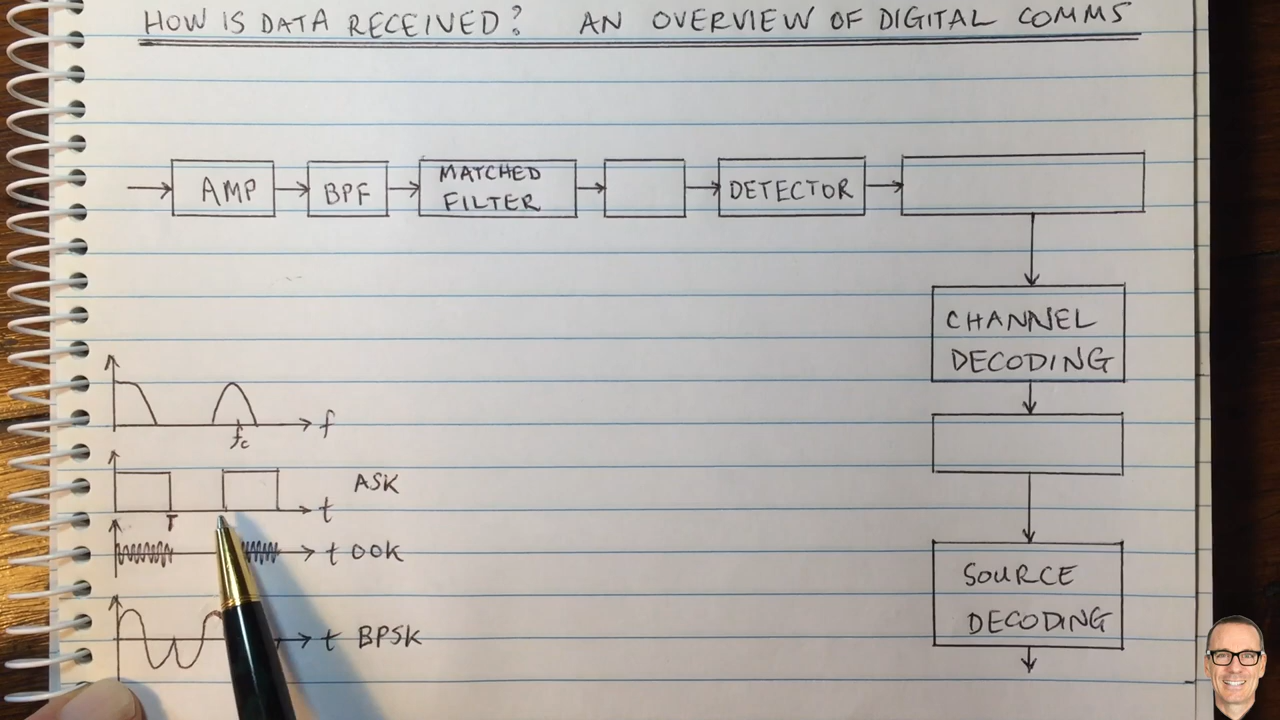 HOW IS DATA RECEIVED? AN OVERVIEW OF DIGITAL COMMS
AMP
BPF
MATCHED
FILTER
DETECTOR
CHANNEL
DECODING
SOURCE
DECODING
f
fc
ASK
t
T
t OOK
t BPSK